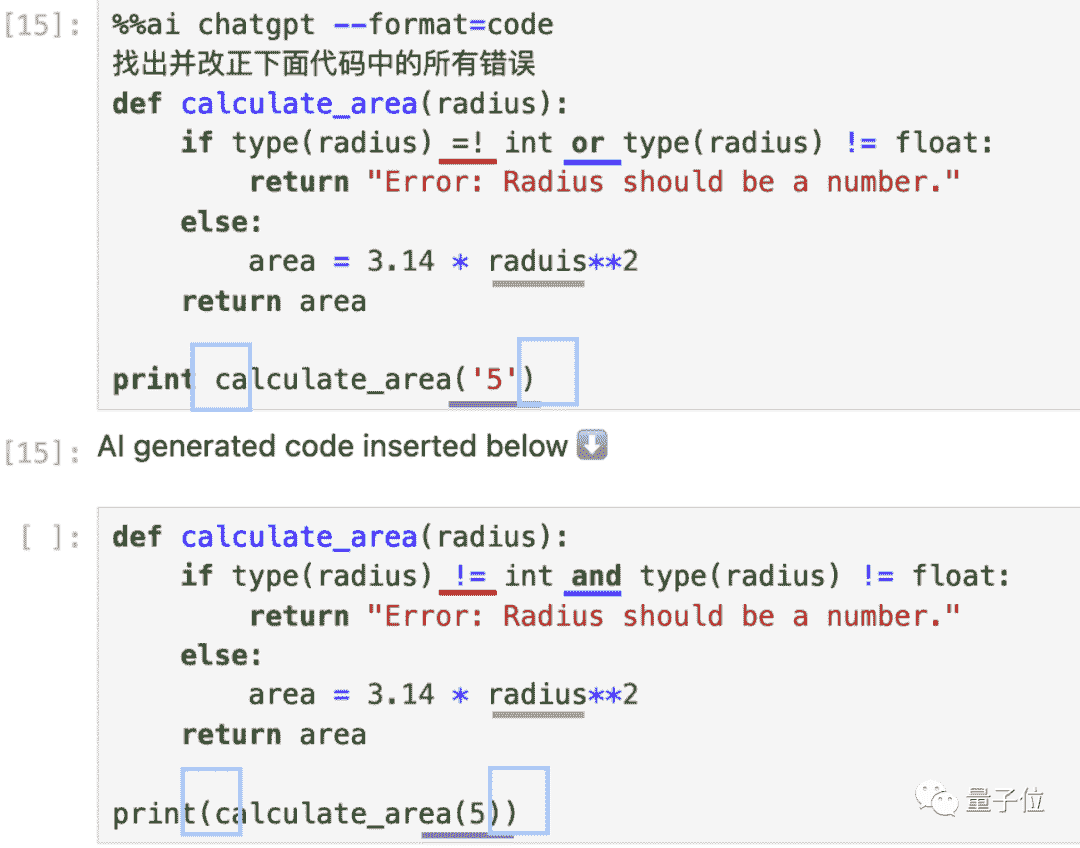 [15]: %%ai chatgpt --format=code
找出并改正下面代码中的所有错误
def calculate_area(radius):
    if type(radius) =! int or type(radius) != float:
        return "Error: Radius should be a number."
    else:
        area = 3.14 * raduis**2
    return area
print calculate_area('5')
[15]: AI generated code inserted below ⬇️
[ ]: def calculate_area(radius):
    if type(radius) != int and type(radius) != float:
        return "Error: Radius should be a number."
    else:
        area = 3.14 * radius**2
    return area
print(calculate_area(5))
量子位